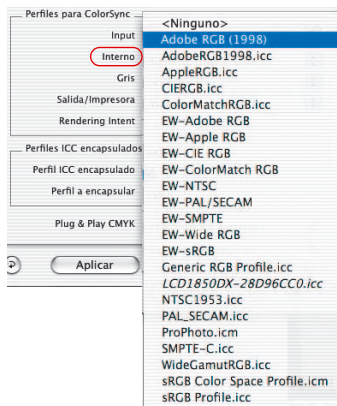 Perfiles para ColorSync
Input
Interno
Gris
Salida/Impresora
Rendering Intent
Perfiles ICC encapsulados
Perfil ICC encapsulado
Perfil a encapsular
Plug & Play CMYK
?
Aplicar
<Ninguno>
Adobe RGB (1998)
AdobeRGB1998.icc
AppleRGB.icc
CIERGB.icc
ColorMatchRGB.icc
EW-Adobe RGB
EW-Apple RGB
EW-CIE RGB
EW-ColorMatch RGB
EW-NTSC
EW-PAL/SECAM
EW-SMPTE
EW-Wide RGB
EW-sRGB
Generic RGB Profile.icc
LCD1850DX-28D96CC0.icc
NTSC1953.icc
PAL_SECAM.icc
ProPhoto.icm
SMPTE-C.icc
WideGamutRGB.icc
sRGB Color Space Profile.icm
sRGB Profile.icc